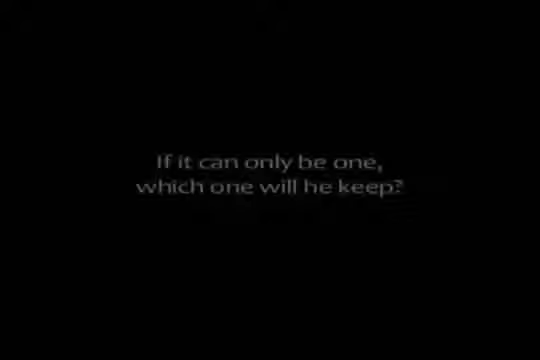 If it can only be one,
which one will he keep?